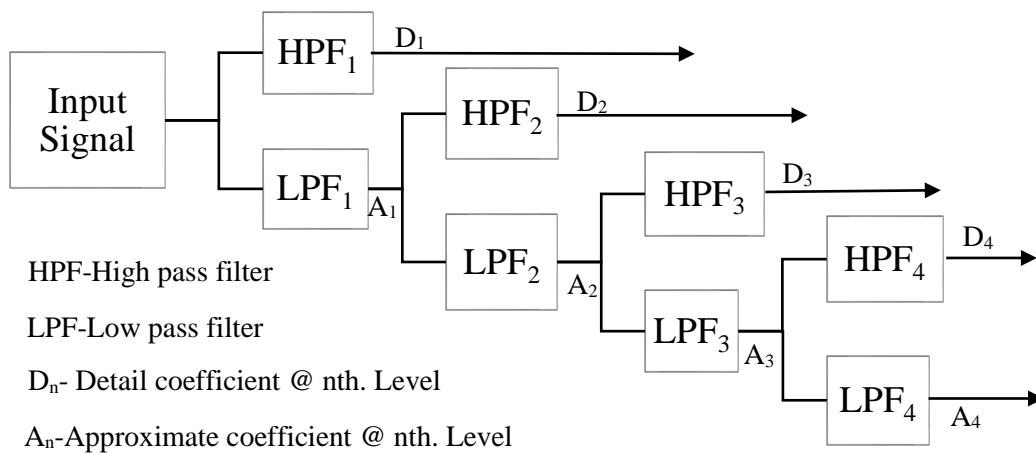 Input
Signal
HPF₁
D₁
LPF₁
A₁
HPF₂
D₂
LPF₂
A₂
HPF₃
D₃
LPF₃
A₃
HPF₄
D₄
LPF₄
A₄
HPF-High pass filter
LPF-Low pass filter
Dₙ- Detail coefficient @ nth. Level
Aₙ-Approximate coefficient @ nth. Level